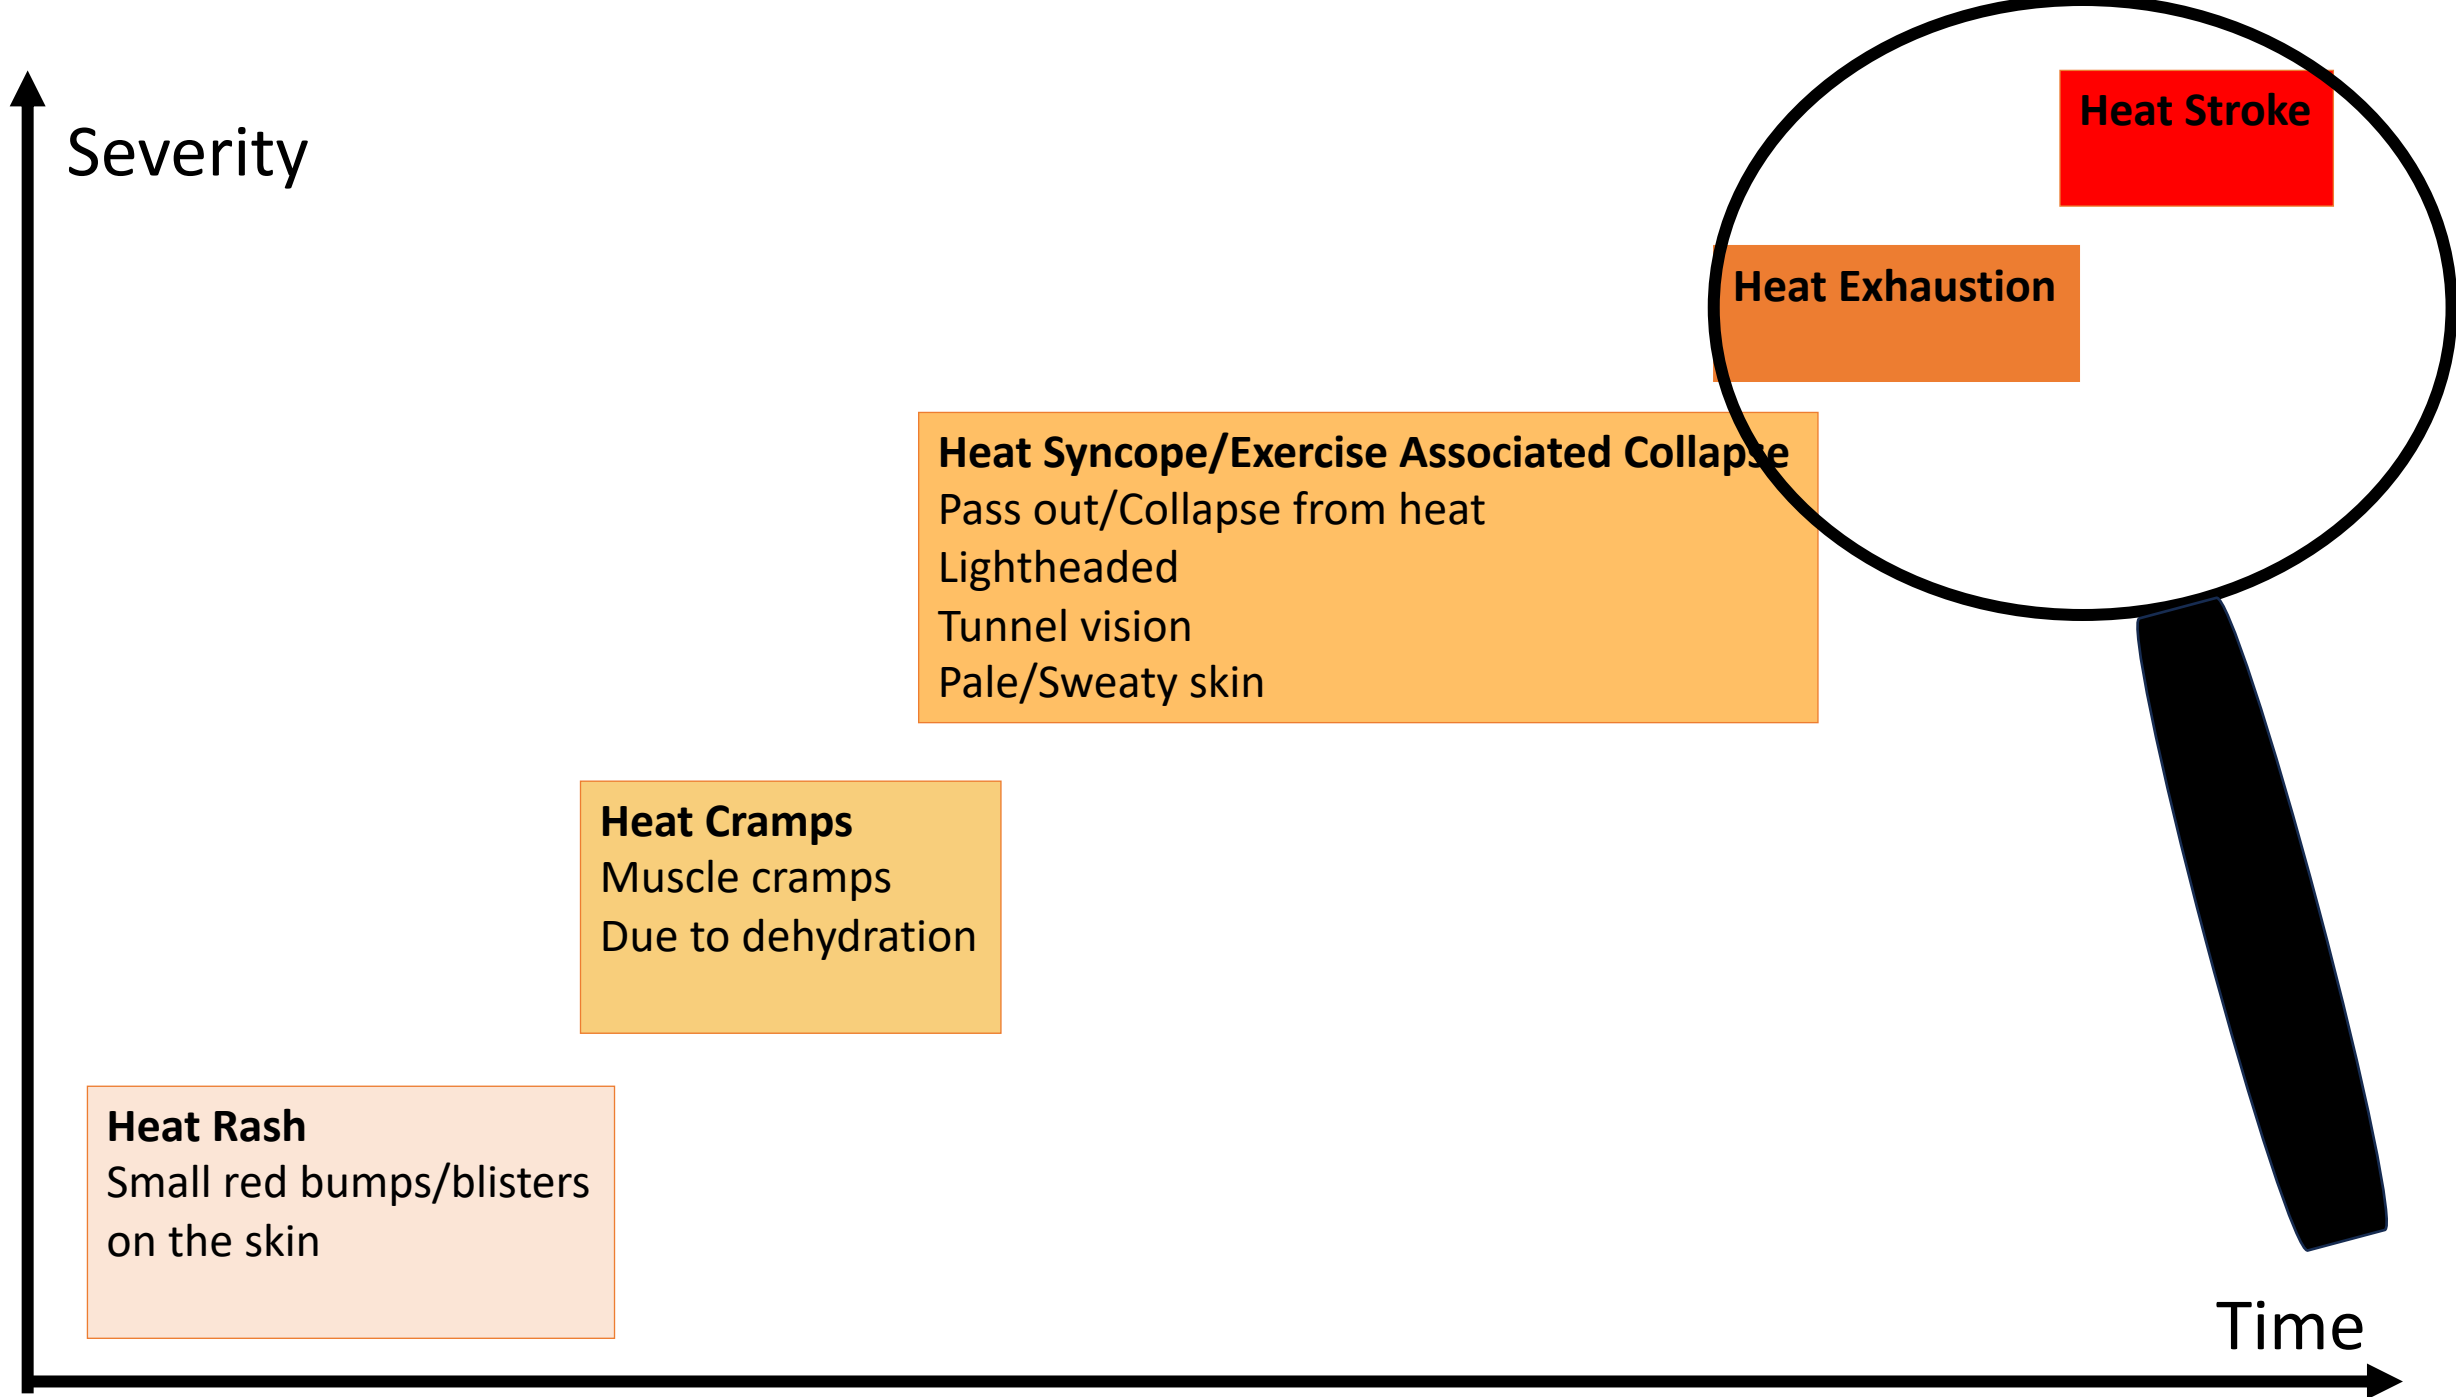 Severity
Heat Stroke
Heat Exhaustion
Heat Syncope/Exercise Associated Collapse
Pass out/Collapse from heat
Lightheaded
Tunnel vision
Pale/Sweaty skin
Heat Cramps
Muscle cramps
Due to dehydration
Heat Rash
Small red bumps/blisters
on the skin
Time